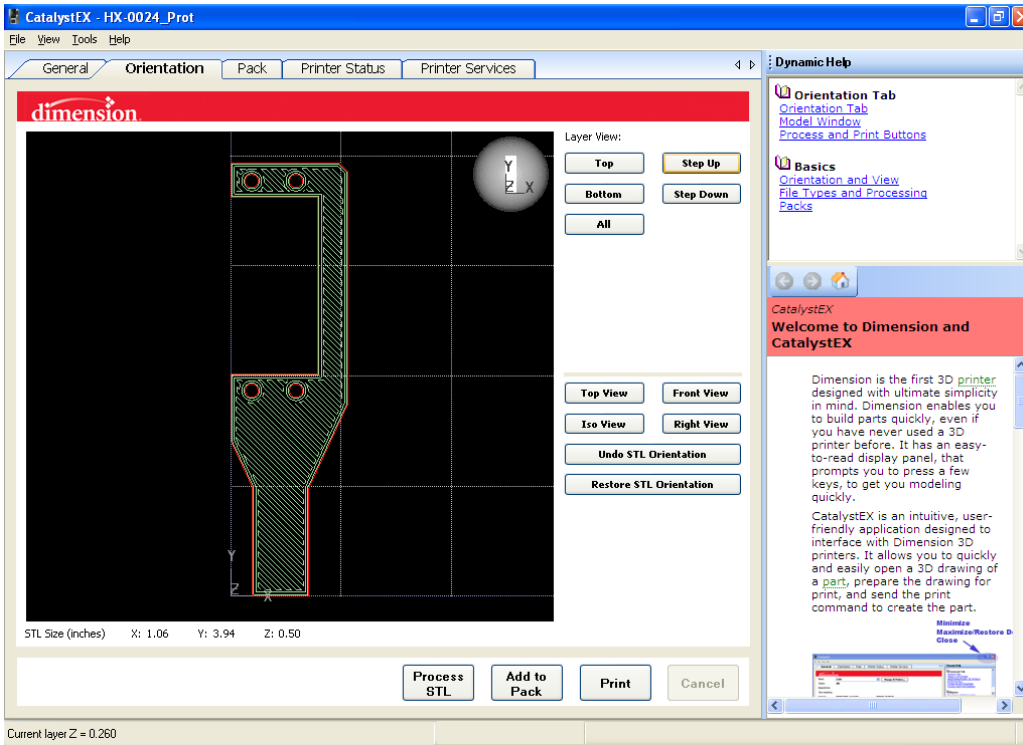 CatalystEX - HX-0024_Prot
File View Tools Help
General Orientation Pack Printer Status Printer Services
dimension
Layer View:
Top Step Up
Bottom Step Down
All
Y
Z X
Top View Front View
Iso View Right View
Undo STL Orientation
Restore STL Orientation
Y
Z
X
STL Size (inches) X: 1.06 Y: 3.94 Z: 0.50
Process STL
Add to Pack
Print
Cancel
Current layer Z = 0.260
Dynamic Help
Orientation Tab
Orientation Tab
Model Window
Process and Print Buttons
Basics
Orientation and View
File Types and Processing
Packs
CatalystEX
Welcome to Dimension and
CatalystEX
Dimension is the first 3D printer
designed with ultimate simplicity
in mind. Dimension enables you
to build parts quickly, even if
you have never used a 3D
printer before. It has an easy-
to-read display panel, that
prompts you to press a few
keys, to get you modeling
quickly.
CatalystEX is an intuitive, user-
friendly application designed to
interface with Dimension 3D
printers. It allows you to quickly
and easily open a 3D drawing of
a part, prepare the drawing for
print, and send the print
command to create the part.
Minimize
Maximize/Restore D
Close